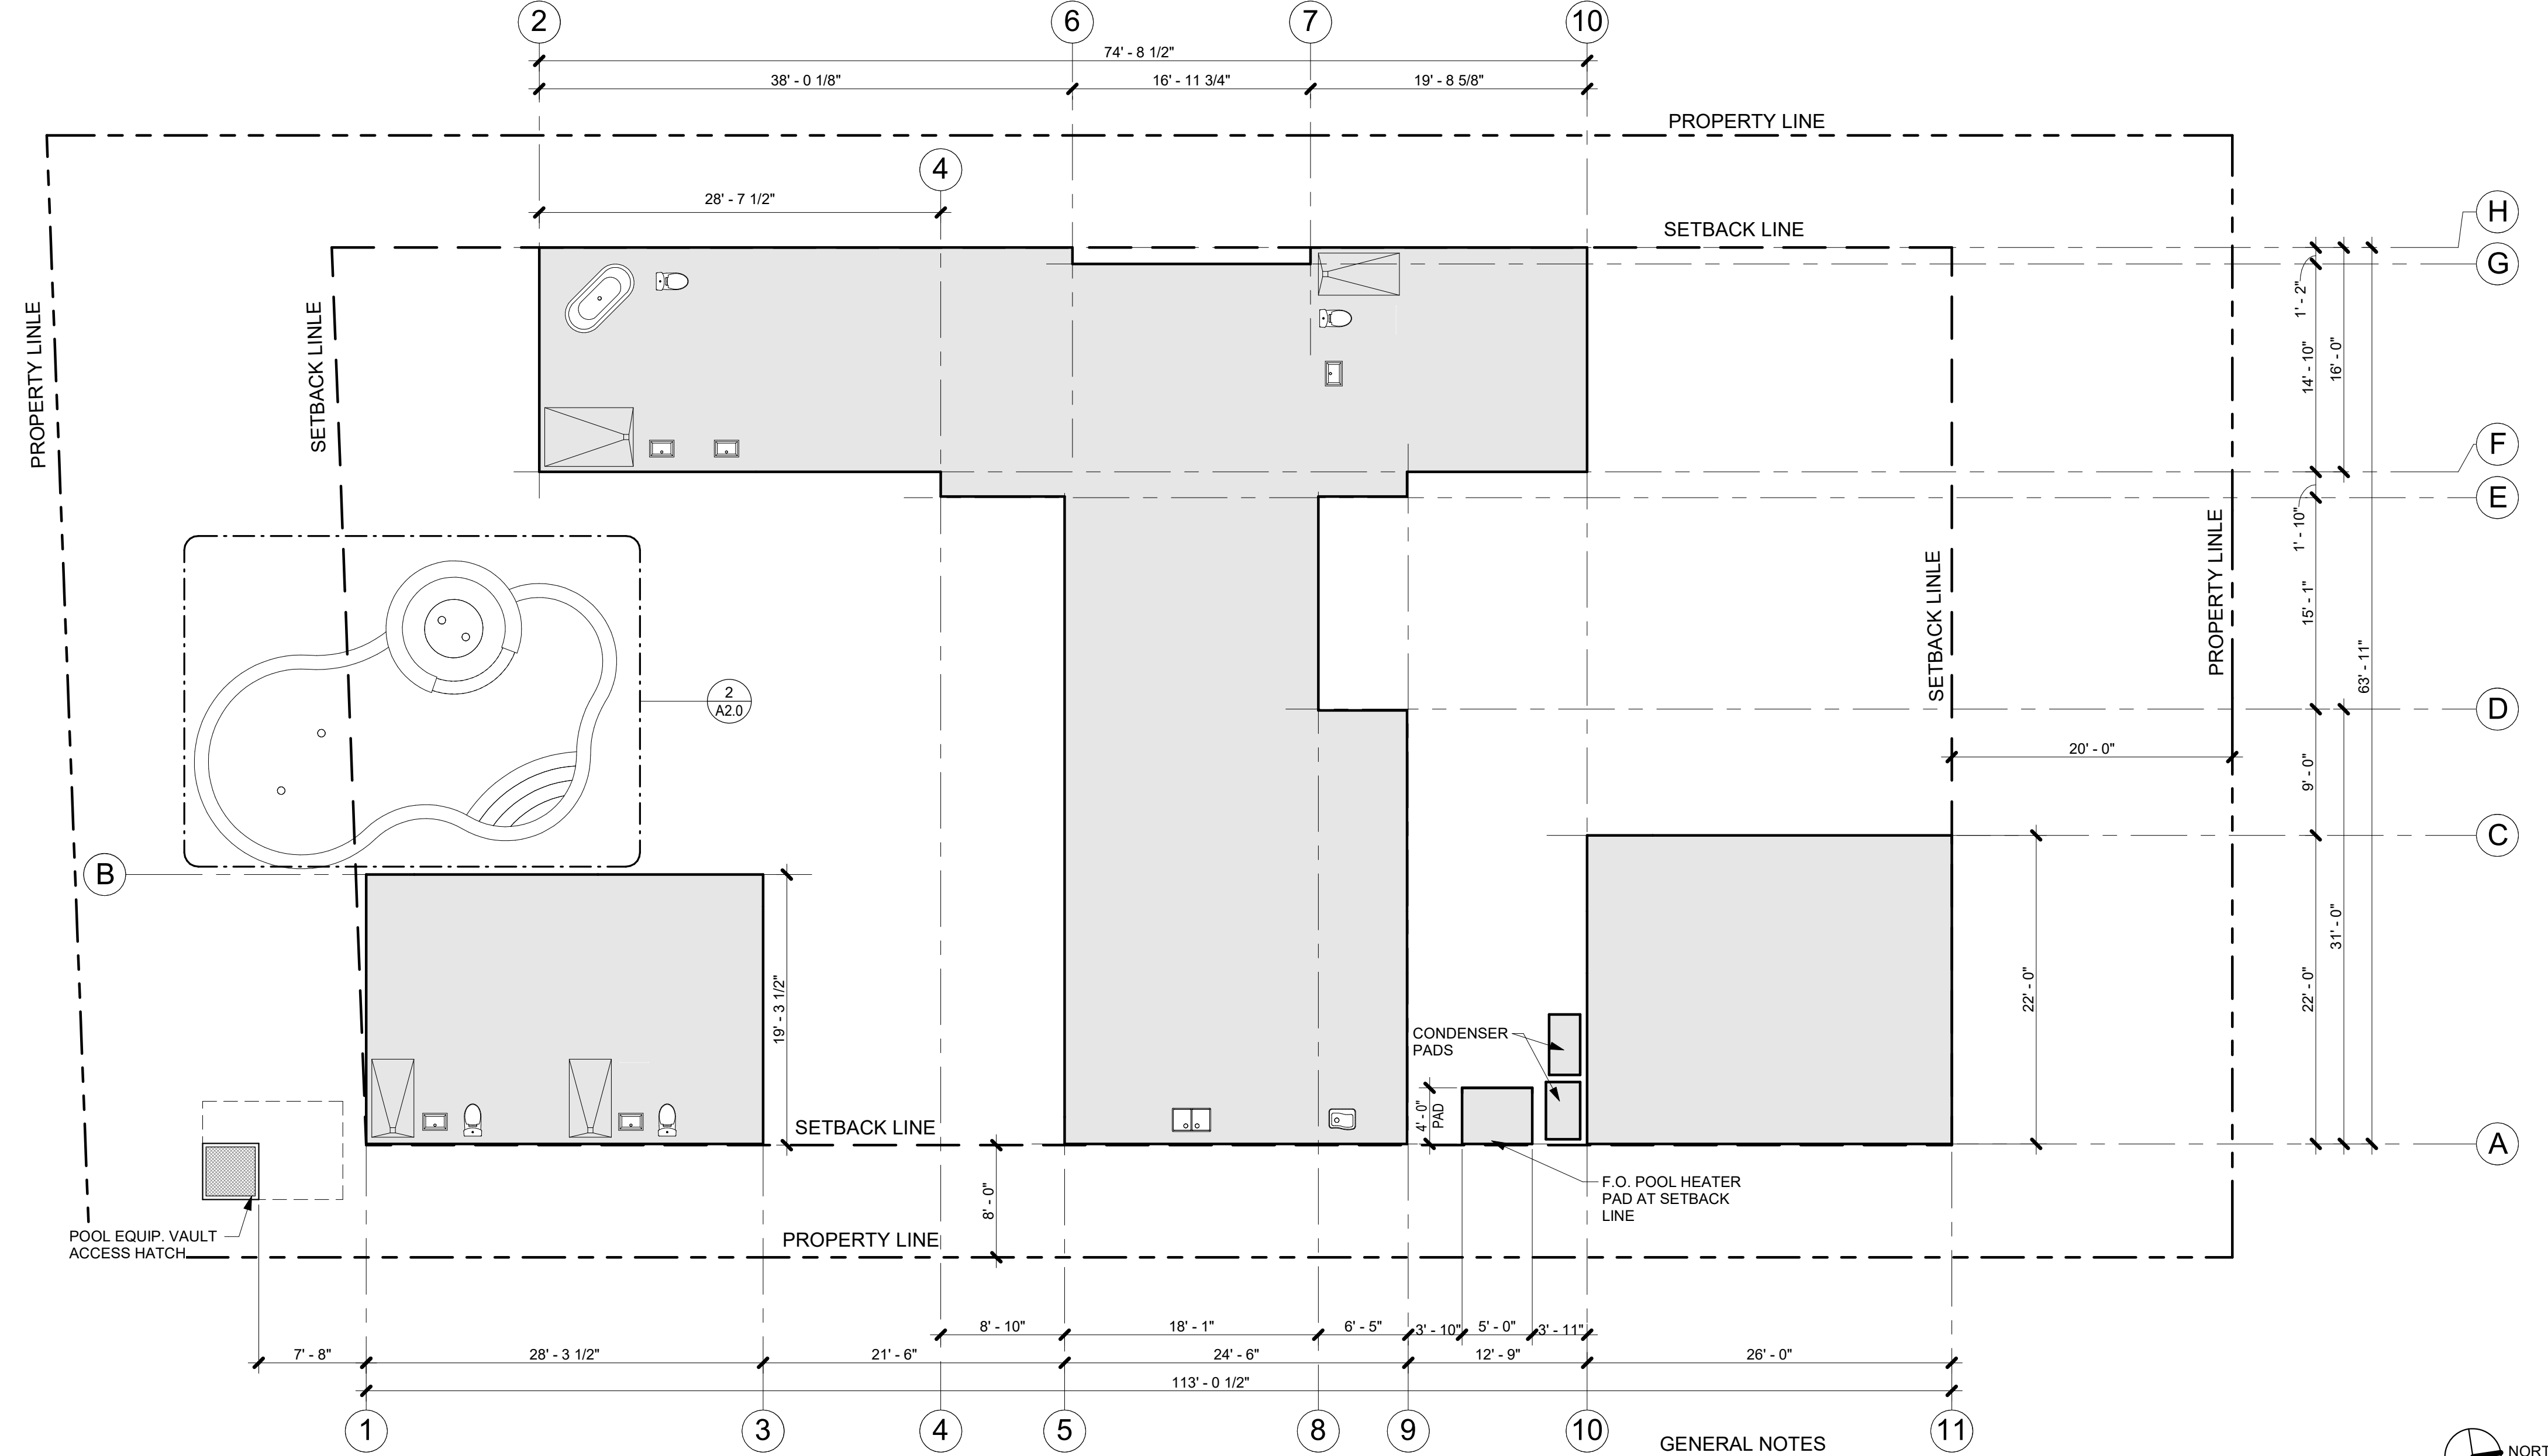 2
6
7
10
74' - 8 1/2"
38' - 0 1/8"
16' - 11 3/4"
19' - 8 5/8"
PROPERTY LINE
4
28' - 7 1/2"
SETBACK LINE
H
G
1' - 2"
14' - 10"
16' - 0"
PROPERTY LINLE
SETBACK LINLE
F
E
1' - 10"
15' - 1"
63' - 11"
SETBACK LINLE
PROPERTY LINLE
2
A2.0
D
20' - 0"
9' - 0"
C
B
19' - 3 1/2"
22' - 0"
22' - 0"
31' - 0"
CONDENSER
PADS
4' - 0"
PAD
SETBACK LINE
A
8' - 0"
F.O. POOL HEATER
PAD AT SETBACK
LINE
POOL EQUIP. VAULT
ACCESS HATCH
PROPERTY LINE
8' - 10"
18' - 1"
6' - 5"
3' - 10"
5' - 0"
3' - 11"
7' - 8"
28' - 3 1/2"
21' - 6"
24' - 6"
12' - 9"
26' - 0"
113' - 0 1/2"
1
3
4
5
8
9
10
11
GENERAL NOTES